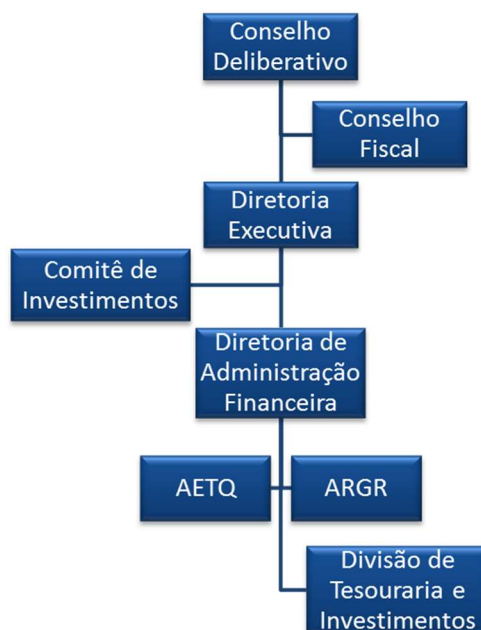 Conselho
Deliberativo
Conselho
Fiscal
Diretoria
Executiva
Comitê de
Investimentos
Diretoria de
Administração
Financeira
AETQ
ARGR
Divisão de
Tesouraria e
Investimentos